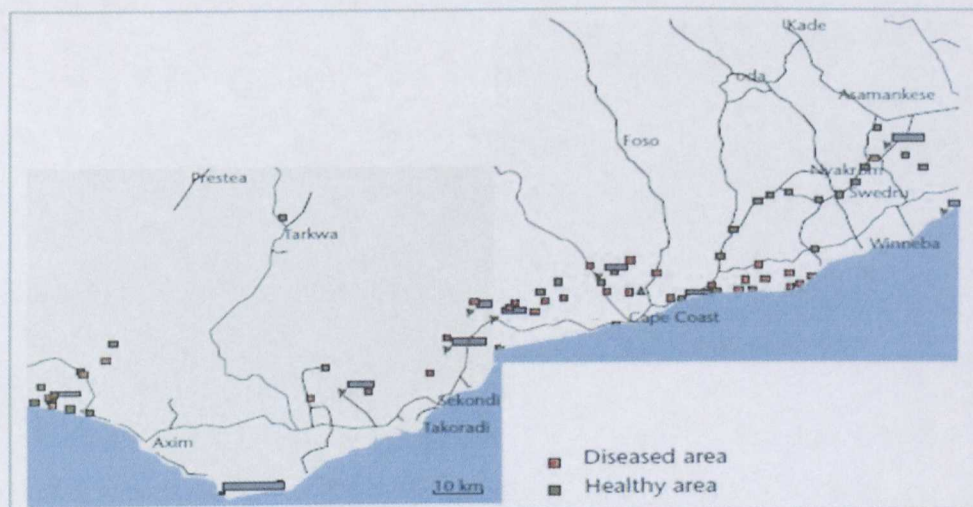 Kade
oda
Asamankese
Foso
Nyakrom
Prestea
Swedru
Tarkwa
Winneba
Cape Coast
Sekondi
Takoradi
Axim
10 km
Diseased area
Healthy area